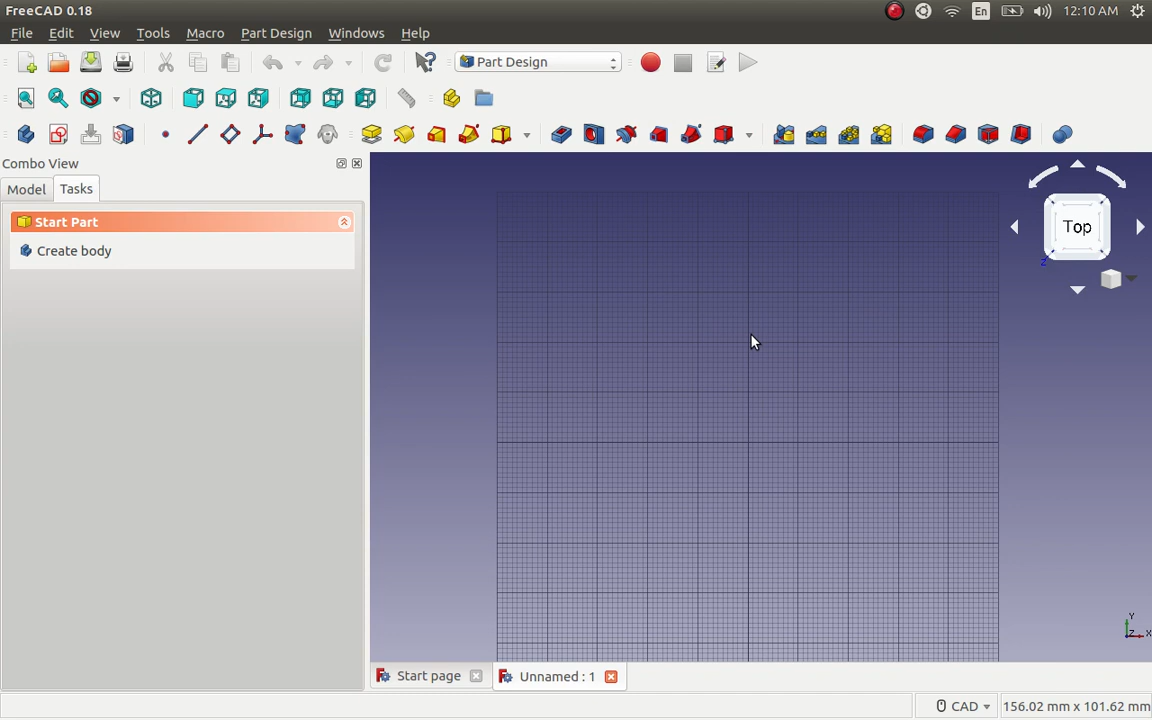 FreeCAD 0.18
En
12:10 AM
File Edit View Tools Macro Part Design Windows Help
Part Design
Combo View
Model Tasks
Start Part
Create body
Top
Z
Y
Z X
Start page
Unnamed : 1
CAD
156.02 mm x 101.62 mm